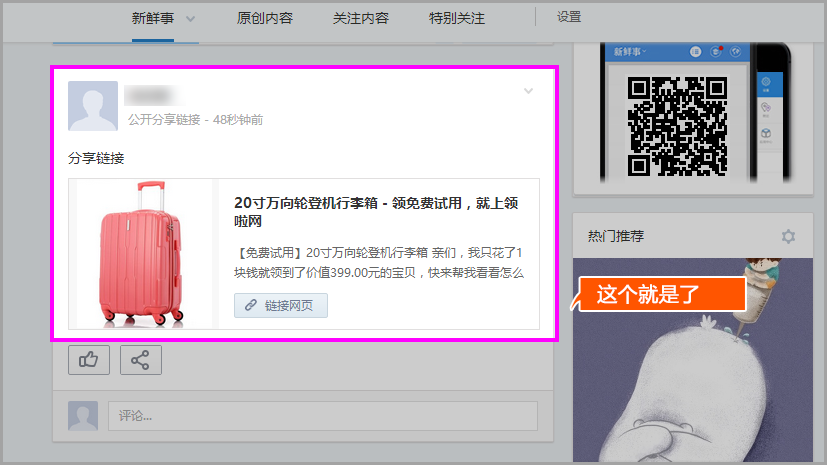 新鲜事
原创内容
关注内容
特别关注
设置
新鲜事
公开分享链接 - 48秒钟前
分享链接
20寸万向轮登机行李箱 - 领免费试用，就上领
啦网
【免费试用】20寸万向轮登机行李箱 亲们，我只花了1
块钱就领到了价值399.00元的宝贝，快来帮我看看怎么
链接网页
热门推荐
这个就是了
评论...